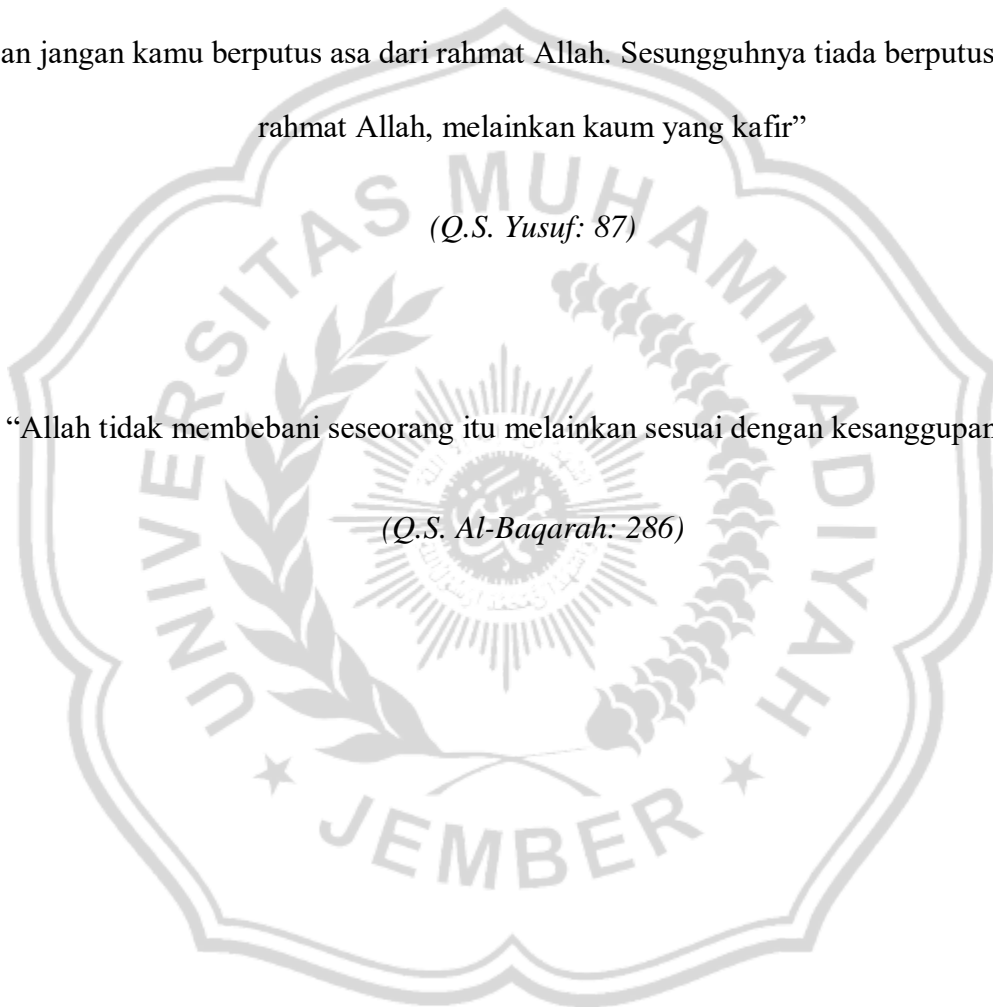 an jangan kamu berputus asa dari rahmat Allah. Sesungguhnya tiada berputus
rahmat Allah, melainkan kaum yang kafir”
(Q.S. Yusuf: 87)
“Allah tidak membebani seseorang itu melainkan sesuai dengan kesanggupan
(Q.S. Al-Baqarah: 286)
UNIVERSITAS MUHAMMADIYAH
JEMBER